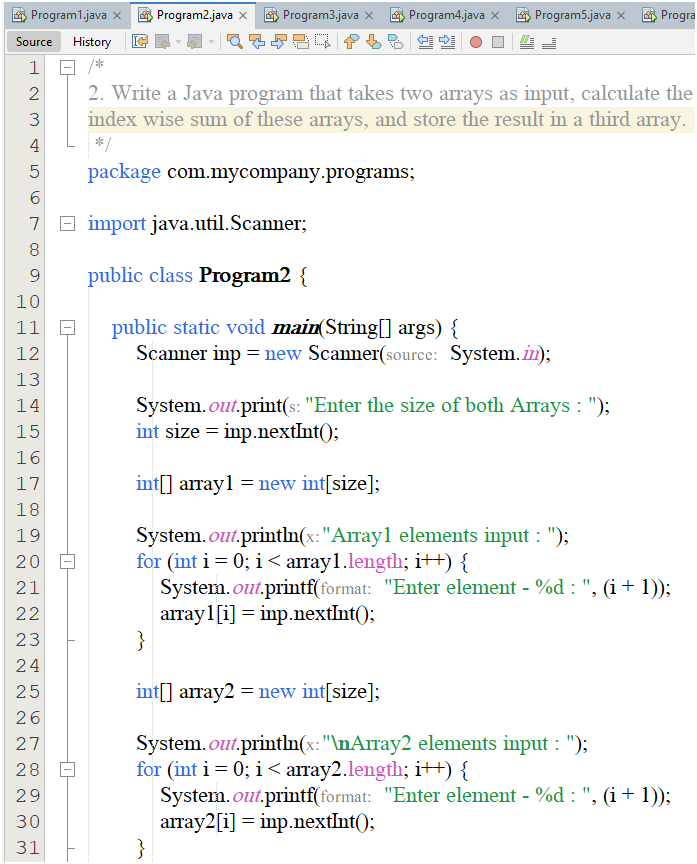 Program1.java × Program2.java × Program3.java × Program4.java × Program5.java × Progra
Source History
1 /*
2 2. Write a Java program that takes two arrays as input, calculate the
3 index wise sum of these arrays, and store the result in a third array.
4 */
5 package com.mycompany.programs;
6
7 import java.util.Scanner;
8
9 public class Program2 {
10
11 public static void main(String[] args) {
12 Scanner inp = new Scanner(source: System.in);
13
14 System.out.print(s: "Enter the size of both Arrays : ");
15 int size = inp.nextInt();
16
17 int[] array1 = new int[size];
18
19 System.out.println(x: "Array1 elements input : ");
20 for (int i = 0; i < array1.length; i++) {
21 System.out.printf(format: "Enter element - %d : ", (i + 1));
22 array1[i] = inp.nextInt();
23 }
24
25 int[] array2 = new int[size];
26
27 System.out.println(x: "\nArray2 elements input : ");
28 for (int i = 0; i < array2.length; i++) {
29 System.out.printf(format: "Enter element - %d : ", (i + 1));
30 array2[i] = inp.nextInt();
31 }